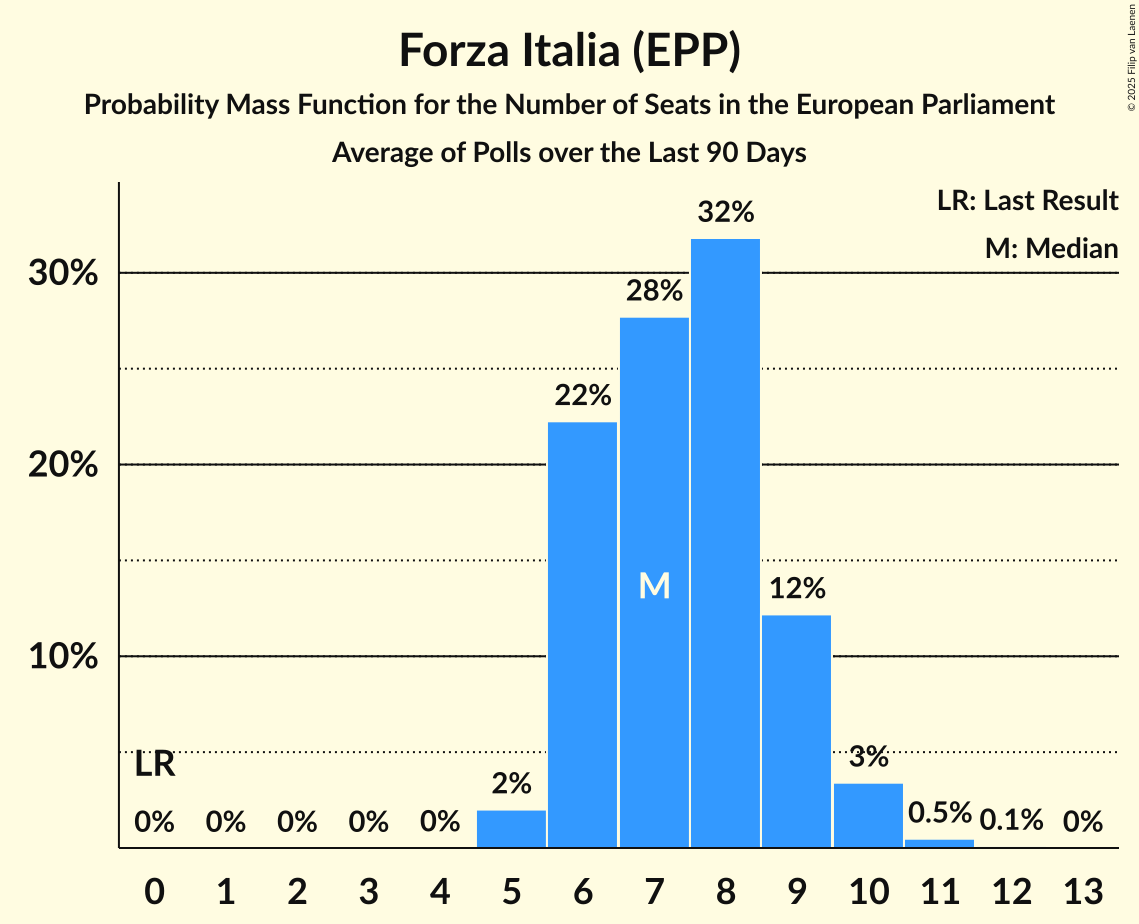 Forza Italia (EPP)
Probability Mass Function for the Number of Seats in the European Parliament
Average of Polls over the Last 90 Days
© 2025 Filip van Laenen
LR: Last Result
M: Median
32%
30%
28%
22%
20%
M
12%
10%
LR
3%
2%
0% 0% 0% 0% 0% 0.5% 0.1% 0%
0 1 2 3 4 5 6 7 8 9 10 11 12 13